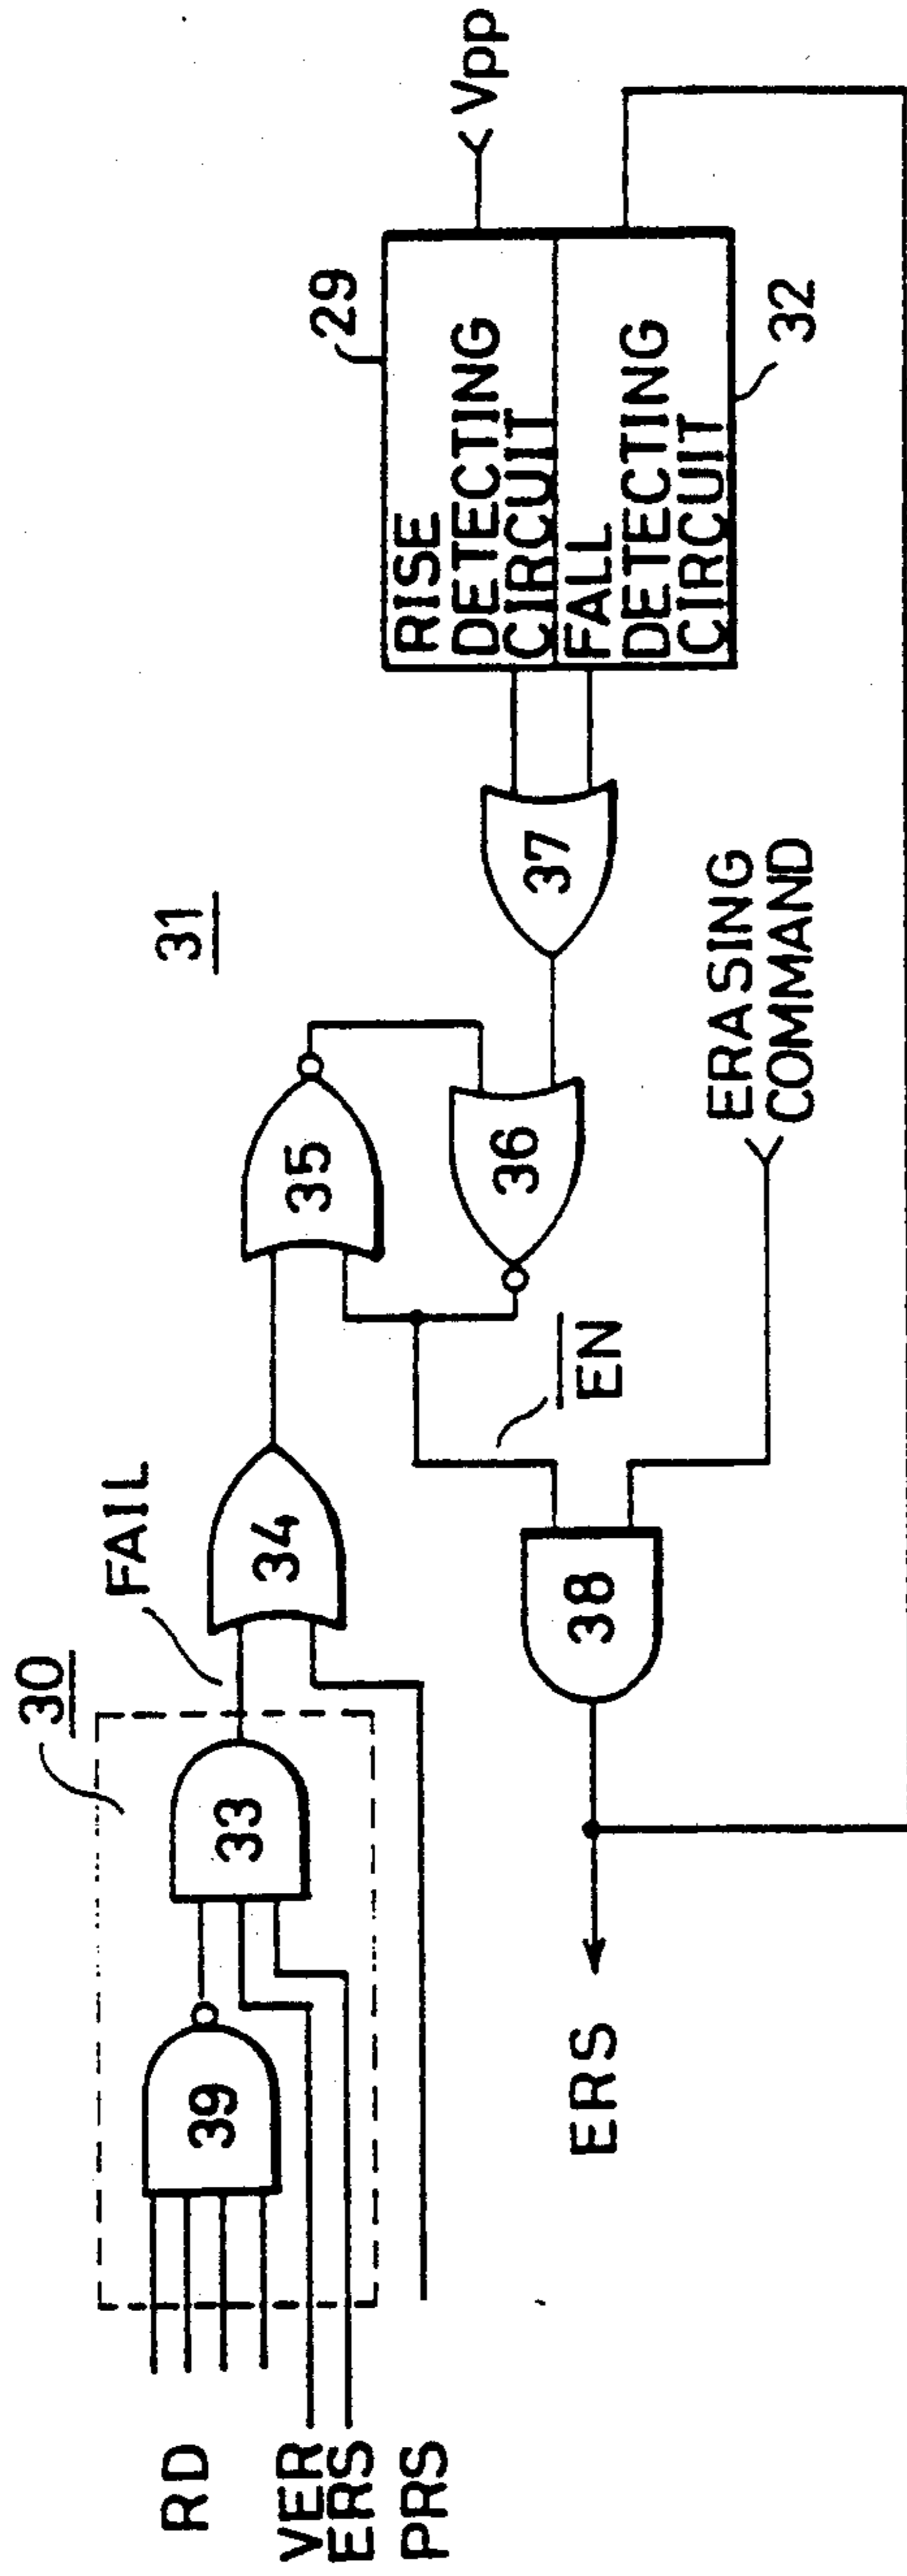 RD
VER
ERS
PRS
39
33
30
FAIL
34
35
36
EN
31
37
RISE
DETECTING
CIRCUIT
29
FALL
DETECTING
CIRCUIT
32
Vpp
ERASING
COMMAND
38
ERS